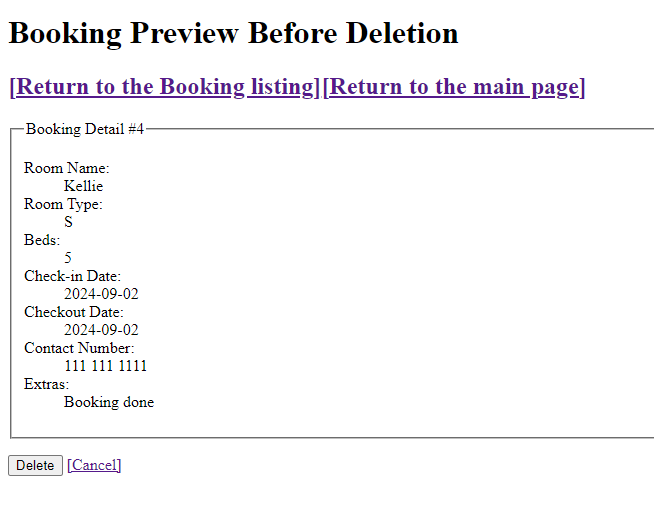 Booking Preview Before Deletion
[Return to the Booking listing][Return to the main page]
Booking Detail #4
Room Name:
Kellie
Room Type:
S
Beds:
5
Check-in Date:
2024-09-02
Checkout Date:
2024-09-02
Contact Number:
111 111 1111
Extras:
Booking done
Delete [Cancel]